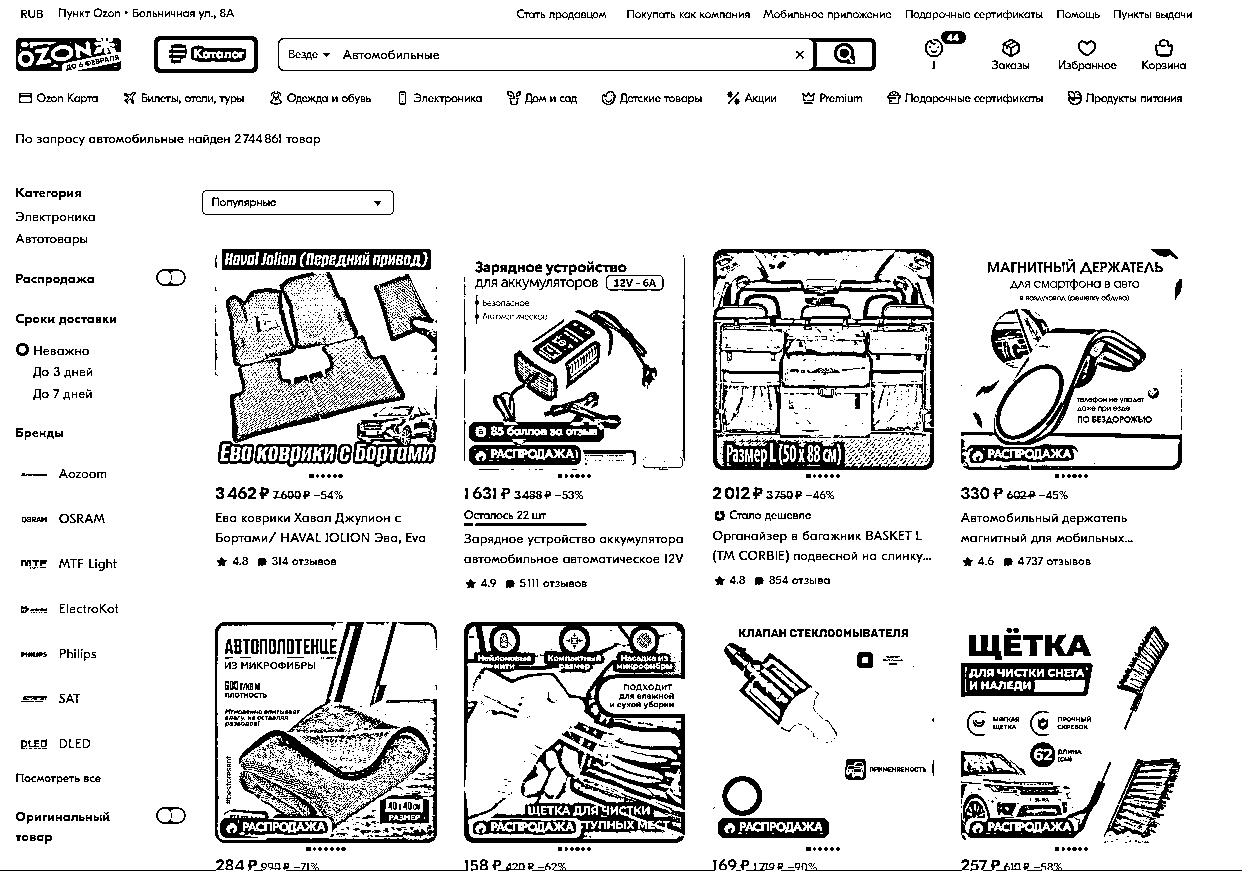 RUB Пункт Ozon • Больничная ул., 8А
Стать продавцом Покупать как компания Мобильное приложение Подарочные сертификаты Помощь Пункты выдачи
OZON
до 6 февраля
Каталог
Везде Автомобильные
44
Заказы Избранное Корзина
Ozon Карта Билеты, отели, туры Одежда и обувь Электроника Дом и сад Детские товары Акции Premium Подарочные сертификаты Продукты питания
По запросу автомобильные найден 2 744 861 товар
Категория
Электроника
Автотовары
Распродажа
Сроки доставки
Неважно
До 3 дней
До 7 дней
Бренды
Aozoom
OSRAM OSRAM
MTF MTF Light
ElectroKot
PHILIPS Philips
SAT
DLED DLED
Посмотреть все
Оригинальный
товар
Популярные
Haval Jolion (Передний привод)
Ева коврики с бортами
3 462 ₽ 7 600 ₽ −54%
Ева коврики Хавал Джулион с
Бортами/ HAVAL JOLION Эва, Eva
4.8 314 отзывов
Зарядное устройство
для аккумуляторов 12V - 6A
Безопасное
Автоматическое
85 баллов за отзыв
РАСПРОДАЖА
1 631 ₽ 3 488 ₽ −53%
Осталось 22 шт
Зарядное устройство аккумулятора
автомобильное автоматическое 12V
4.9 5111 отзывов
Размер L (50 х 88 см)
2 012 ₽ 3 750 ₽ −46%
Стало дешевле
Органайзер в багажник BASKET L
(TM CORBIE) подвесной на спинку...
4.8 854 отзыва
МАГНИТНЫЙ ДЕРЖАТЕЛЬ
для смартфона в авто
в воздуховод (решетку обдува)
телефон не упадет
даже при езде
ПО БЕЗДОРОЖЬЮ
РАСПРОДАЖА
330 ₽ 602 ₽ −45%
Автомобильный держатель
магнитный для мобильных...
4.6 4737 отзывов
АВТОПОЛОТЕНЦЕ
ИЗ МИКРОФИБРЫ
600 гр/кв м
ПЛОТНОСТЬ
Мгновенно впитывает
влагу, не оставляя
разводов!
40 х 40 см
РАЗМЕР
РАСПРОДАЖА
284 ₽ 990 ₽ −71%
Нейлоновые
нити
Компактный
размер
Насадка из
микрофибры
ПОДХОДИТ
для влажной
и сухой уборки
ЩЕТКА ДЛЯ ЧИСТКИ
РАСПРОДАЖА
СТУПНЫХ МЕСТ
158 ₽ 420 ₽ −62%
КЛАПАН СТЕКЛООМЫВАТЕЛЯ
ПРИМЕНЯЕМОСТЬ
РАСПРОДАЖА
169 ₽ 1 719 ₽ −90%
ЩЁТКА
ДЛЯ ЧИСТКИ СНЕГА
И НАЛЕДИ
МЯГКАЯ
ЩЕТКА
ПРОЧНЫЙ
СКРЕБОК
62 ДЛИНА
(СМ)
РАСПРОДАЖА
257 ₽ 610 ₽ −58%